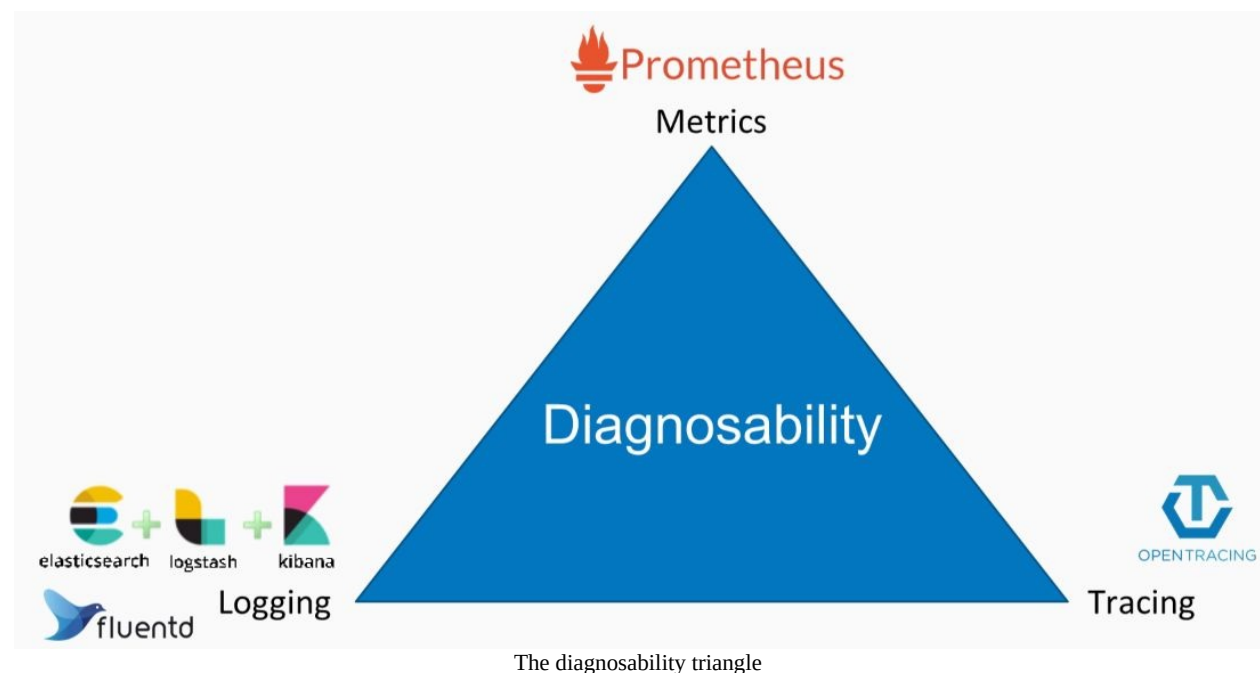 Prometheus
Metrics
Diagnosability
elasticsearch + logstash + kibana
OPENTRACING
fluentd
Logging
Tracing
The diagnosability triangle